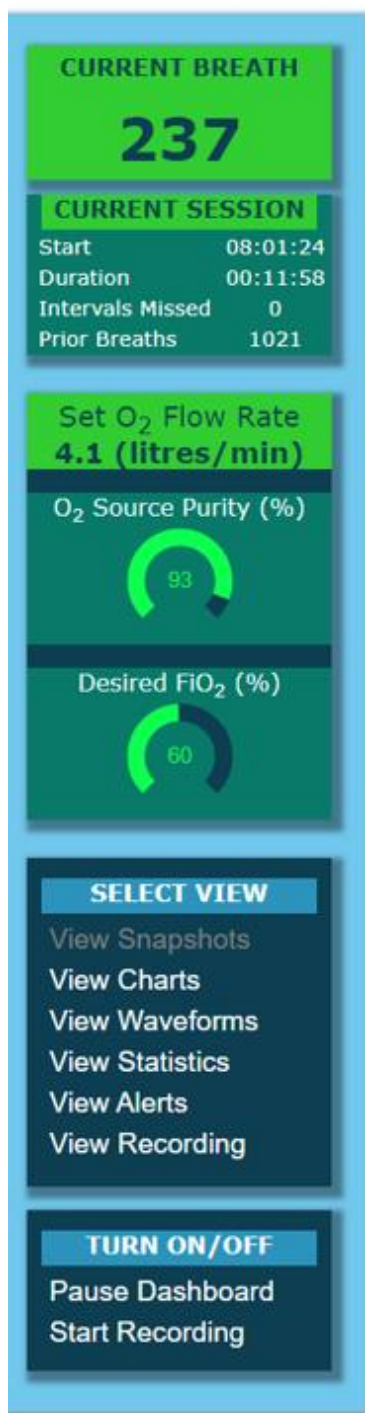 CURRENT BREATH
237
CURRENT SESSION
Start 08:01:24
Duration 00:11:58
Intervals Missed 0
Prior Breaths 1021
Set O₂ Flow Rate
4.1 (litres/min)
O₂ Source Purity (%)
93
Desired FiO₂ (%)
60
SELECT VIEW
View Snapshots
View Charts
View Waveforms
View Statistics
View Alerts
View Recording
TURN ON/OFF
Pause Dashboard
Start Recording